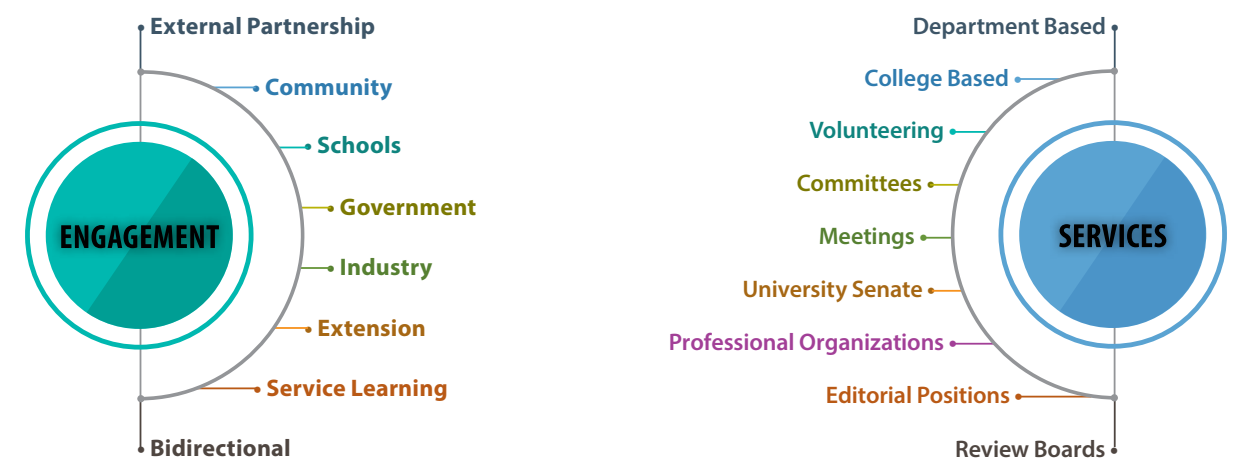 External Partnership
Community
Schools
Government
ENGAGEMENT
Industry
Extension
Service Learning
Bidirectional
Department Based
College Based
Volunteering
Committees
Meetings
SERVICES
University Senate
Professional Organizations
Editorial Positions
Review Boards